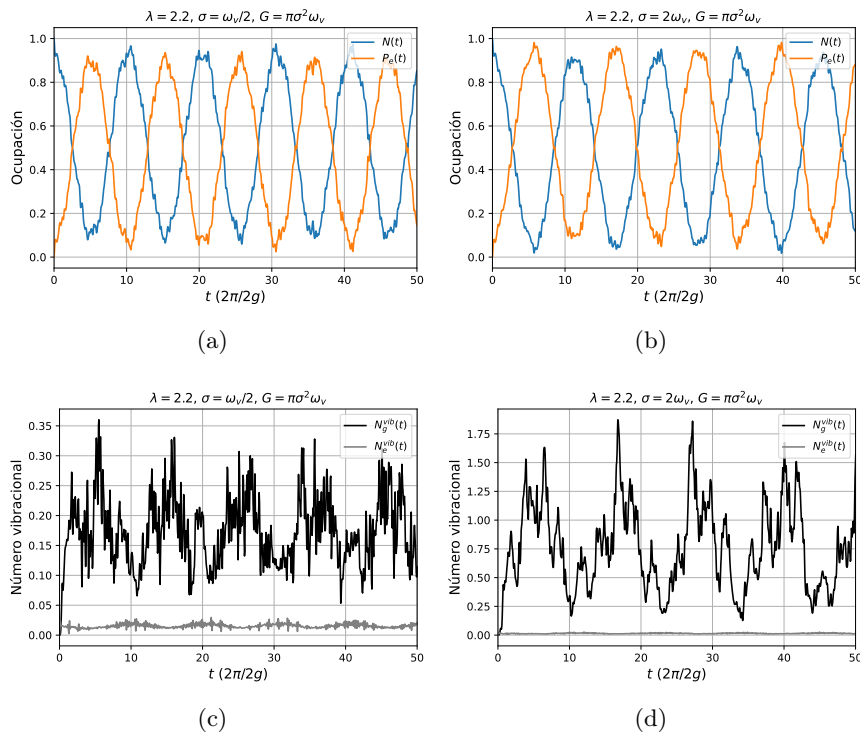 λ = 2.2, σ = ω_v/2, G = πσ²ω_v
Ocupación
1.0
0.8
0.6
0.4
0.2
0.0
N(t)
P_e(t)
0 10 20 30 40 50
t (2π/2g)
(a)
λ = 2.2, σ = 2ω_v, G = πσ²ω_v
Ocupación
1.0
0.8
0.6
0.4
0.2
0.0
N(t)
P_e(t)
0 10 20 30 40 50
t (2π/2g)
(b)
λ = 2.2, σ = ω_v/2, G = πσ²ω_v
Número vibracional
0.35
0.30
0.25
0.20
0.15
0.10
0.05
0.00
N_g^{vib}(t)
N_e^{vib}(t)
0 10 20 30 40 50
t (2π/2g)
(c)
λ = 2.2, σ = 2ω_v, G = πσ²ω_v
Número vibracional
1.75
1.50
1.25
1.00
0.75
0.50
0.25
0.00
N_g^{vib}(t)
N_e^{vib}(t)
0 10 20 30 40 50
t (2π/2g)
(d)